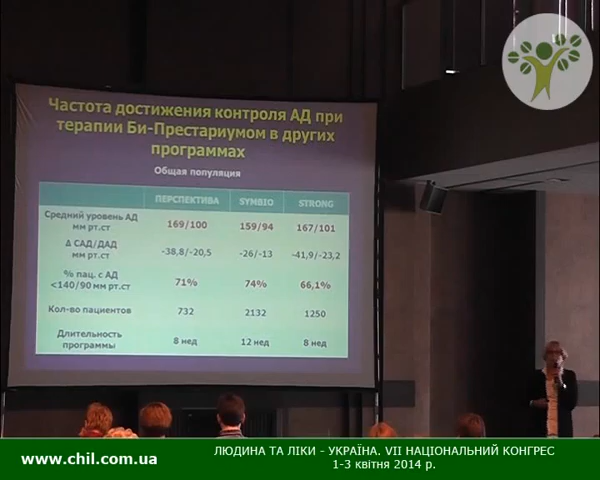 Частота достижения контроля АД при
терапии Би-Престариумом в других
программах
Общая популяция
ПЕРСПЕКТИВА SYMBIO STRONG
Средний уровень АД
мм рт.ст
169/100 159/94 167/101
Δ САД/ДАД
мм рт.ст
-38,8/-20,5 -26/-13 -41,9/-23,2
% пац. с АД
<140/90 мм рт.ст
71% 74% 66,1%
Кол-во пациентов 732 2132 1250
Длительность
программы
8 нед 12 нед 8 нед
www.chil.com.ua
ЛЮДИНА ТА ЛІКИ - УКРАЇНА. VII НАЦІОНАЛЬНИЙ КОНГРЕС
1-3 квітня 2014 р.